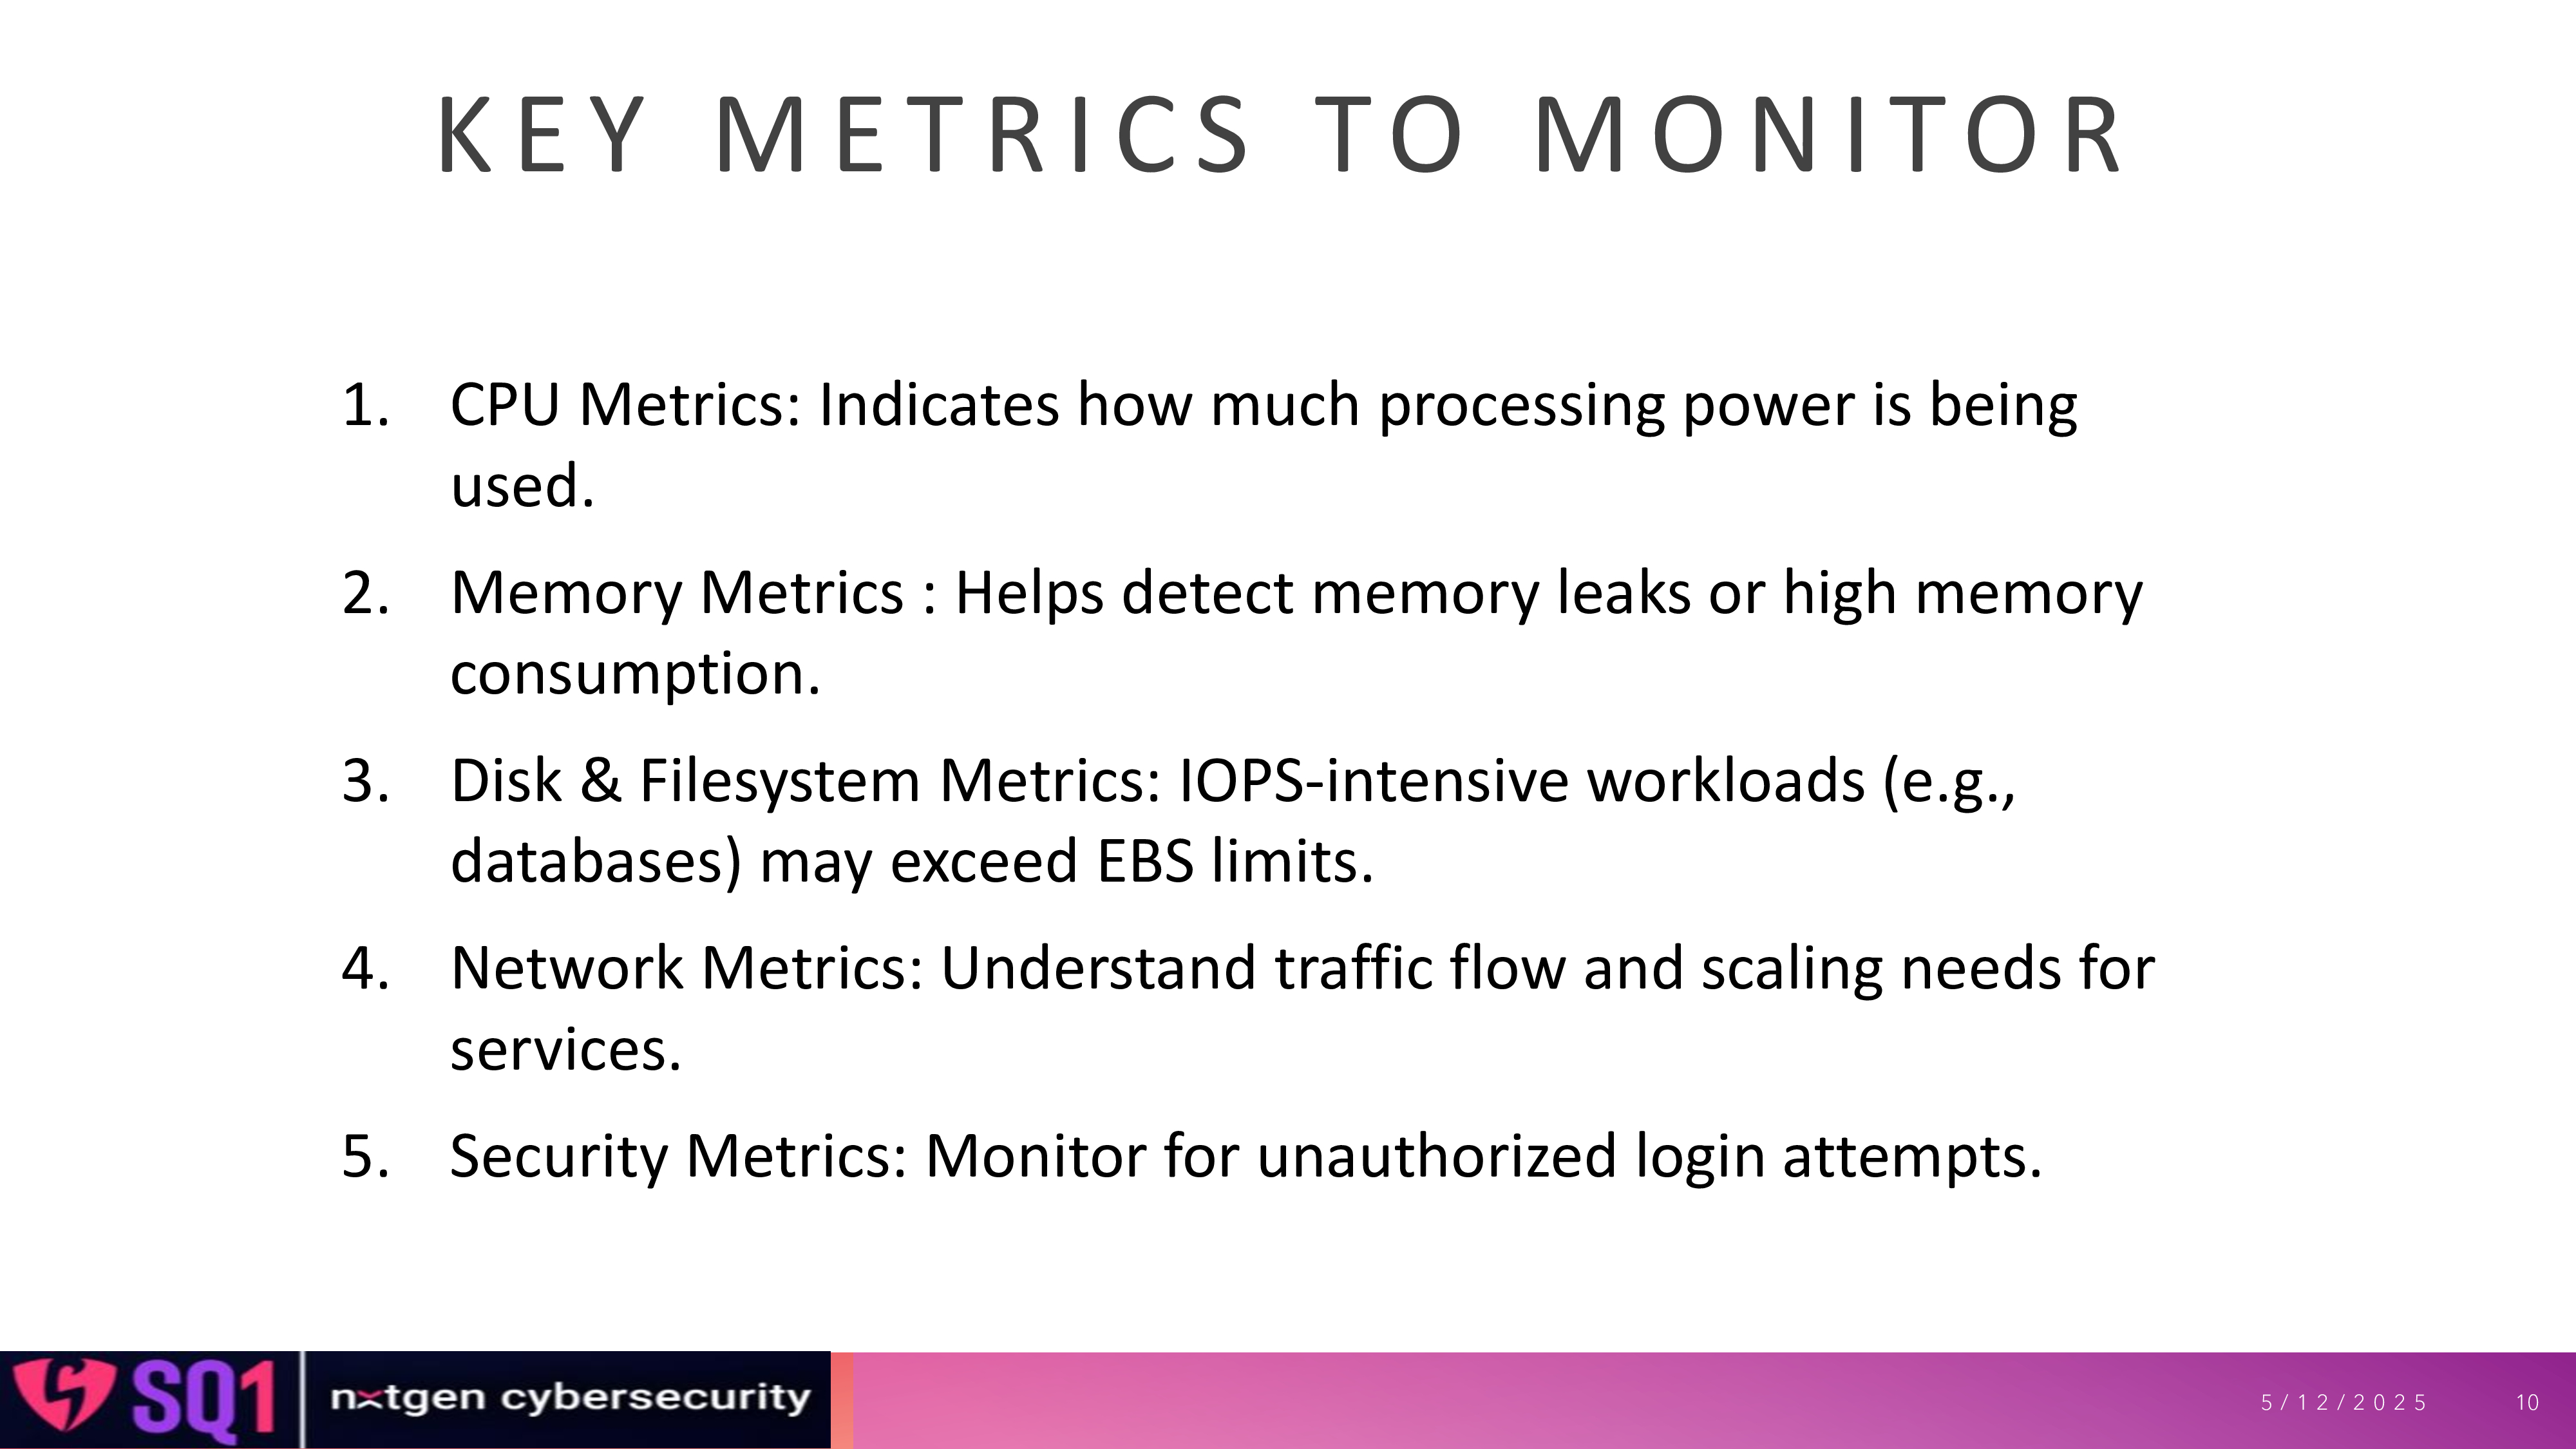 KEY METRICS TO MONITOR
1. CPU Metrics: Indicates how much processing power is being
used.
2. Memory Metrics : Helps detect memory leaks or high memory
consumption.
3. Disk & Filesystem Metrics: IOPS-intensive workloads (e.g.,
databases) may exceed EBS limits.
4. Network Metrics: Understand traffic flow and scaling needs for
services.
5. Security Metrics: Monitor for unauthorized login attempts.
SQ1 | nxtgen cybersecurity
5/12/2025 10